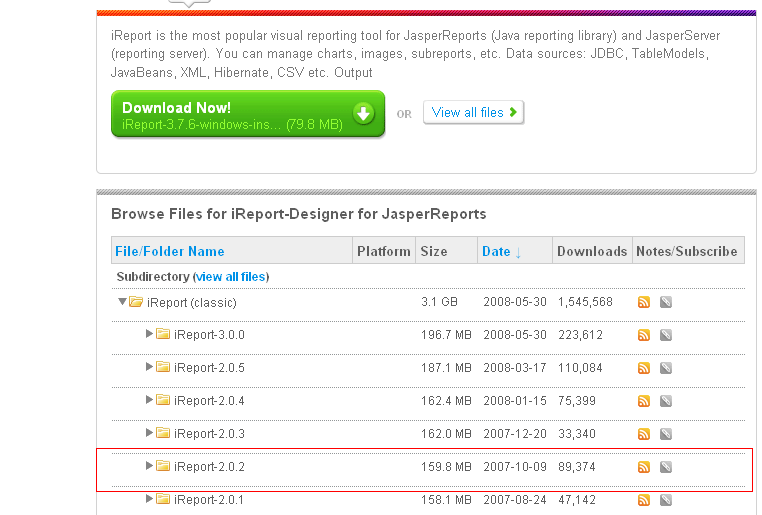 iReport is the most popular visual reporting tool for JasperReports (Java reporting library) and JasperServer
(reporting server). You can manage charts, images, subreports, etc. Data sources: JDBC, TableModels,
JavaBeans, XML, Hibernate, CSV etc. Output
Download Now!
iReport-3.7.6-windows-ins... (79.8 MB)
OR
View all files
Browse Files for iReport-Designer for JasperReports
File/Folder Name Platform Size Date ↓ Downloads Notes/Subscribe
Subdirectory (view all files)
iReport (classic) 3.1 GB 2008-05-30 1,545,568
iReport-3.0.0 196.7 MB 2008-05-30 223,612
iReport-2.0.5 187.1 MB 2008-03-17 110,084
iReport-2.0.4 162.4 MB 2008-01-15 75,399
iReport-2.0.3 162.0 MB 2007-12-20 33,340
iReport-2.0.2 159.8 MB 2007-10-09 89,374
iReport-2.0.1 158.1 MB 2007-08-24 47,142